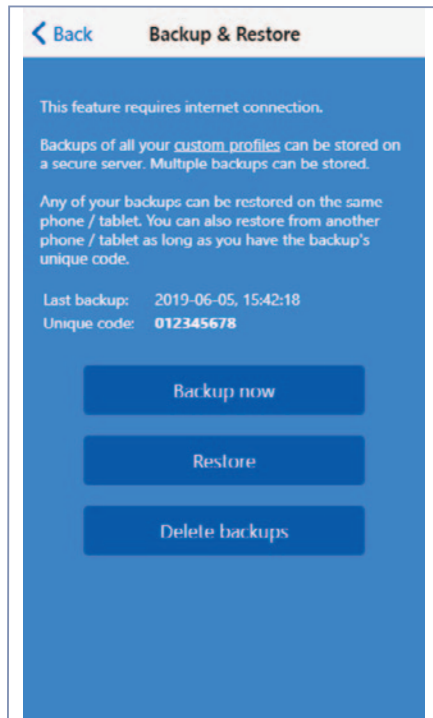 Back Backup & Restore
This feature requires internet connection.
Backups of all your custom profiles can be stored on
a secure server. Multiple backups can be stored.
Any of your backups can be restored on the same
phone / tablet. You can also restore from another
phone / tablet as long as you have the backup's
unique code.
Last backup: 2019-06-05, 15:42:18
Unique code: 012345678
Backup now
Restore
Delete backups